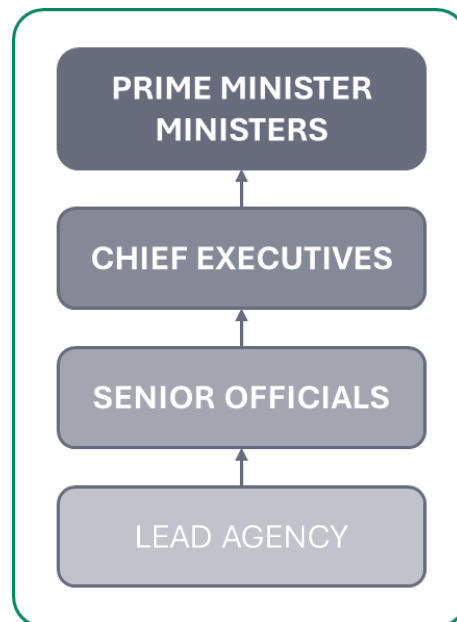 PRIME MINISTER
MINISTERS
CHIEF EXECUTIVES
SENIOR OFFICIALS
LEAD AGENCY